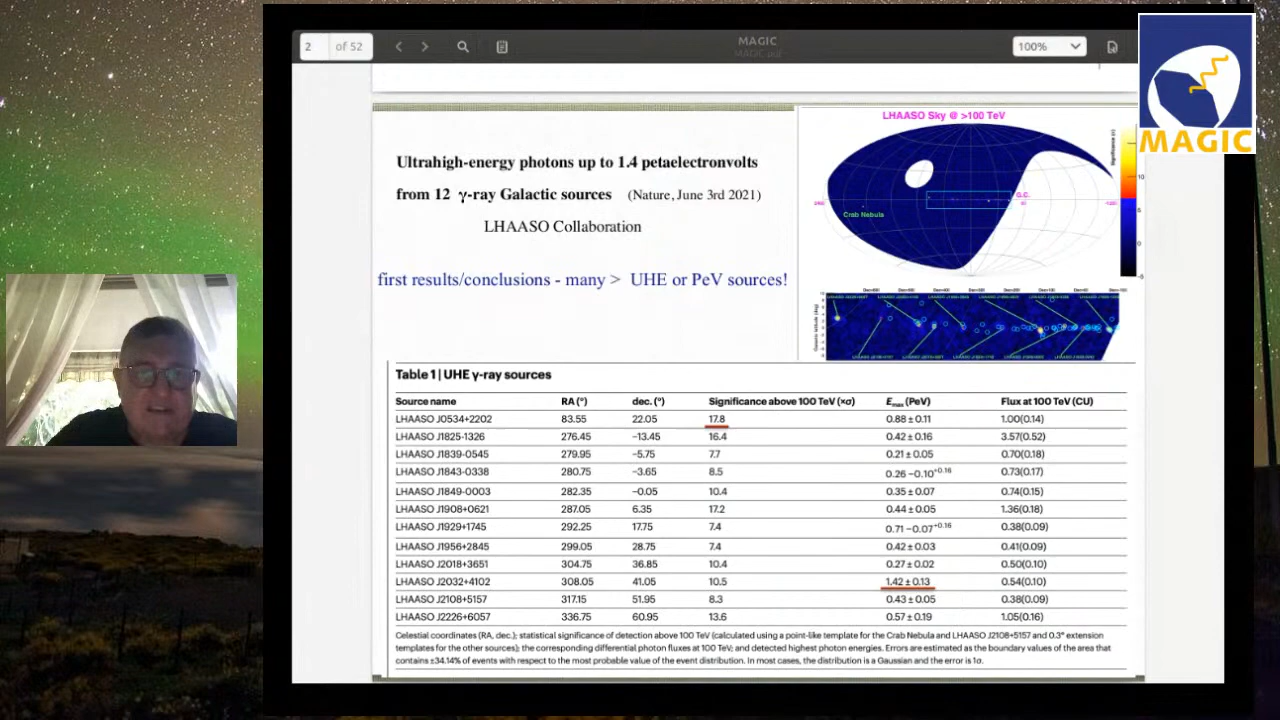 2 of 52
MAGIC
100%
MAGIC
LHAASO Sky @ >100 TeV
Ultrahigh-energy photons up to 1.4 petaelectronvolts
from 12 γ-ray Galactic sources (Nature, June 3rd 2021)
LHAASO Collaboration
G.C.
Crab Nebula
first results/conclusions - many > UHE or PeV sources!
Table 1 | UHE γ-ray sources
Source name RA (°) dec. (°) Significance above 100 TeV (×σ) Emax (PeV) Flux at 100 TeV (CU)
LHAASO J0534+2202 83.55 22.05 17.8 0.88 ± 0.11 1.00(0.14)
LHAASO J1825-1326 276.45 −13.45 16.4 0.42 ± 0.16 3.57(0.52)
LHAASO J1839-0545 279.95 −5.75 7.7 0.21 ± 0.05 0.70(0.18)
LHAASO J1843-0338 280.75 −3.65 8.5 0.26 −0.10+0.16 0.73(0.17)
LHAASO J1849-0003 282.35 −0.05 10.4 0.35 ± 0.07 0.74(0.15)
LHAASO J1908+0621 287.05 6.35 17.2 0.44 ± 0.05 1.36(0.18)
LHAASO J1929+1745 292.25 17.75 7.4 0.71 −0.07+0.16 0.38(0.09)
LHAASO J1956+2845 299.05 28.75 7.4 0.42 ± 0.03 0.41(0.09)
LHAASO J2018+3651 304.75 36.85 10.4 0.27 ± 0.02 0.50(0.10)
LHAASO J2032+4102 308.05 41.05 10.5 1.42 ± 0.13 0.54(0.10)
LHAASO J2108+5157 317.15 51.95 8.3 0.43 ± 0.05 0.38(0.09)
LHAASO J2226+6057 336.75 60.95 13.6 0.57 ± 0.19 1.05(0.16)
Celestial coordinates (RA, dec.); statistical significance of detection above 100 TeV (calculated using a point-like template for the Crab Nebula and LHAASO J2108+5157 and 0.3° extension
templates for the other sources); the corresponding differential photon fluxes at 100 TeV; and detected highest photon energies. Errors are estimated as the boundary values of the area that
contains ±34.14% of events with respect to the most probable value of the event distribution. In most cases, the distribution is a Gaussian and the error is 1σ.